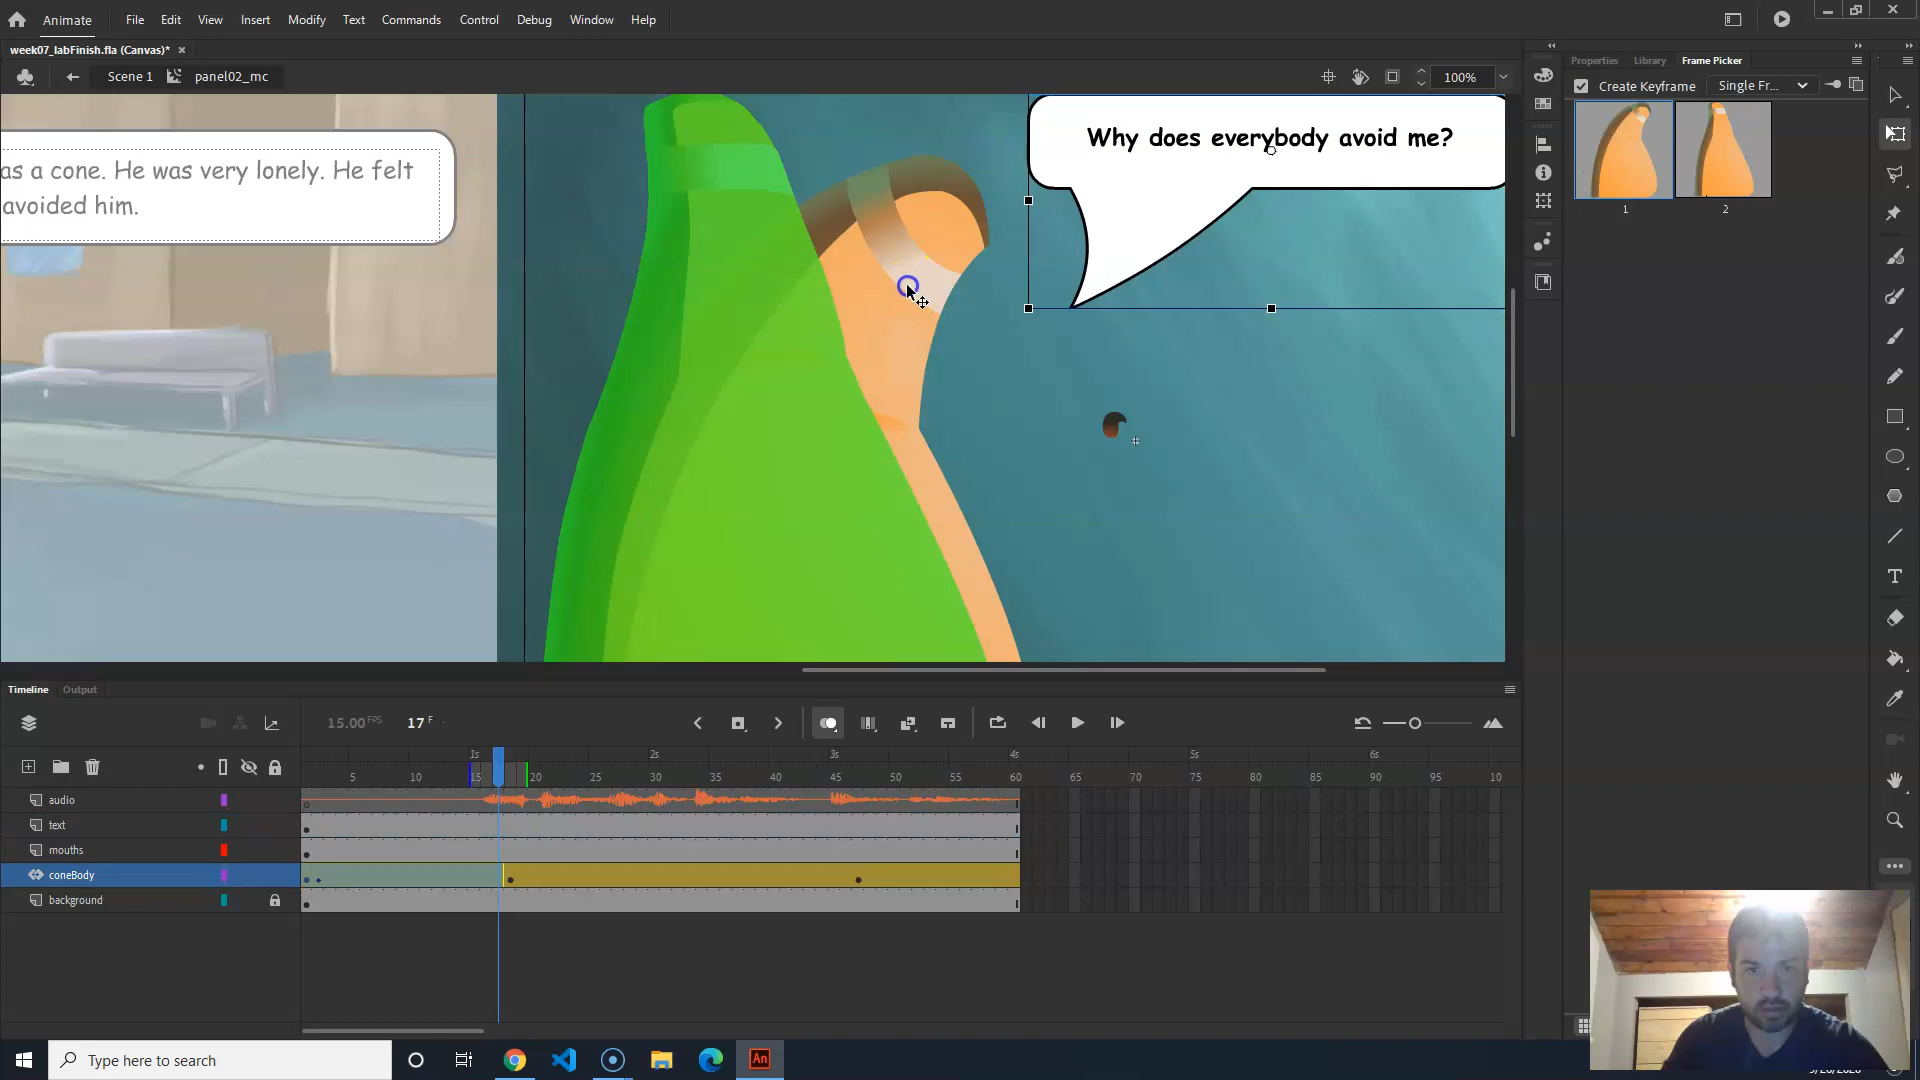 Animate File Edit View Insert Modify Text Commands Control Debug Window Help
week07_labFinish.fla (Canvas)* ×
Scene 1 panel02_mc 100%
Properties Library Frame Picker
Create Keyframe Single Fr...
1 2
as a cone. He was very lonely. He felt
avoided him.
Why does everybody avoid me?
Timeline Output
15.00 FPS 17 F
1s 2s 3s 4s 5s 6s
5 10 15 20 25 30 35 40 45 50 55 60 65 70 75 80 85 90 95 10
audio
text
mouths
coneBody
background
Type here to search
An